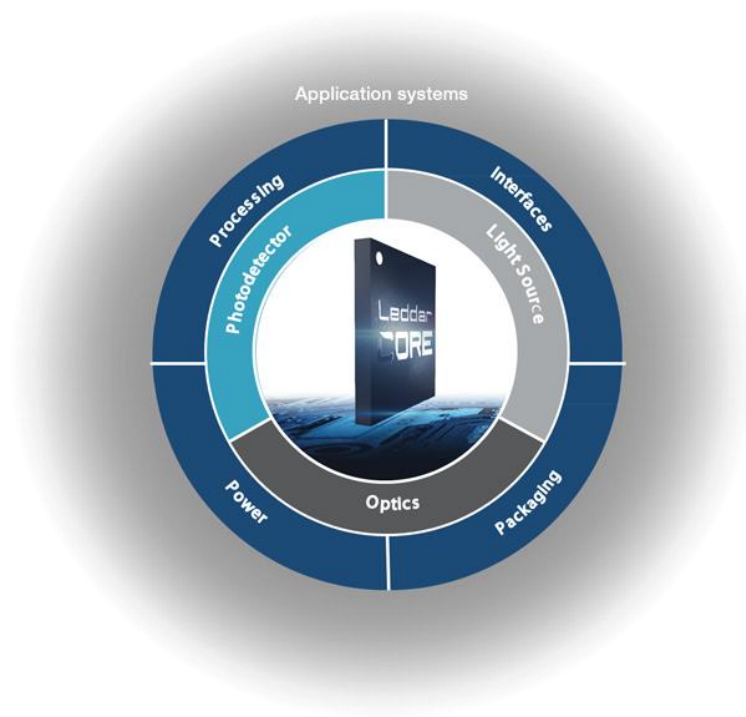 Application systems
Processing
Interfaces
Photodetector
Light Source
Leddar
CORE
Power
Optics
Packaging